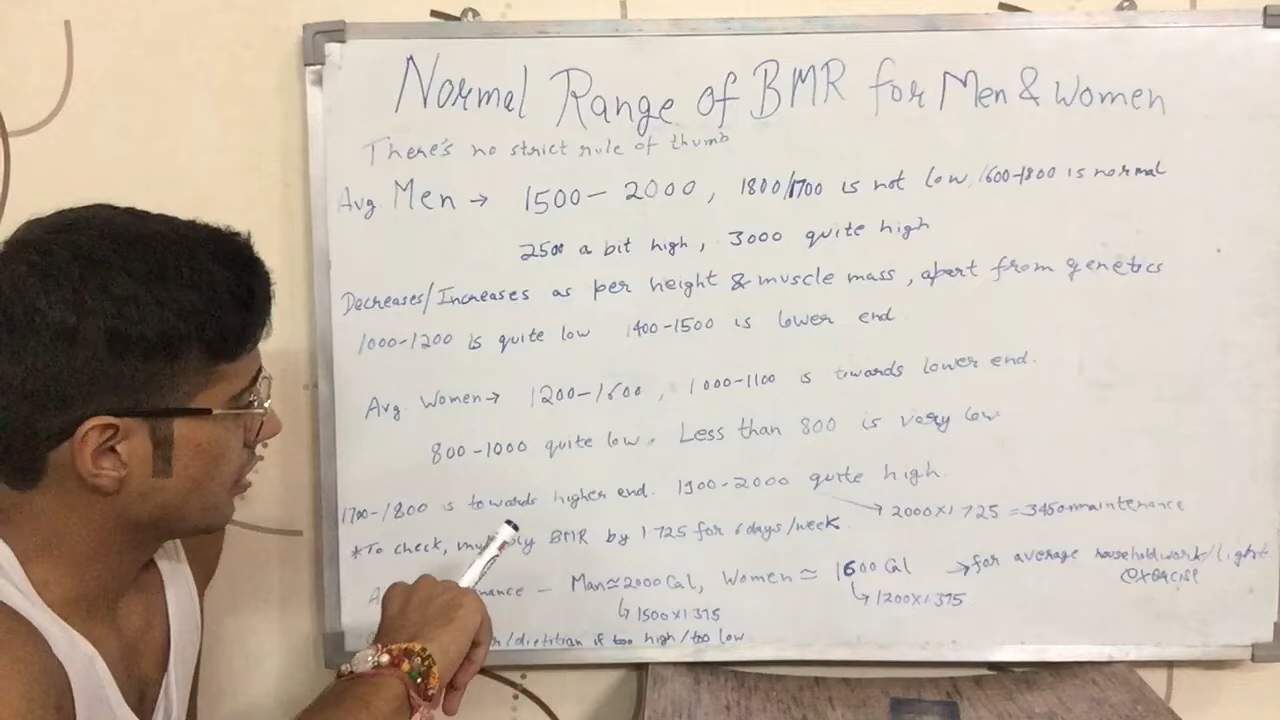 Normal Range of BMR for Men & Women
There's no strict rule of thumb
Avg. Men → 1500 - 2000, 1800/1700 is not low, 1600-1800 is normal
2500 a bit high, 3000 quite high
Decreases/Increases as per height & muscle mass, apart from genetics
1000-1200 is quite low 1400-1500 is lower end
Avg. Women → 1200-1600, 1000-1100 is towards lower end.
800-1000 quite low. Less than 800 is very low
1700-1800 is towards higher end. 1900-2000 quite high
→ 2000×1.725 = 3450 maintenance
*To check, multiply BMR by 1.725 for 6 days/week
- Man ≃ 2000 Cal, Women ≃ 1600 Cal → for average household work/light exercise
↳ 1500×1.375 ↳ 1200×1.375
/dietitian if too high/too low